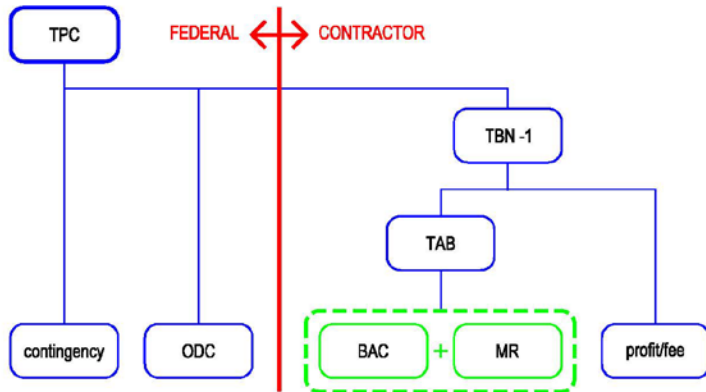 TPC
FEDERAL CONTRACTOR
TBN -1
TAB
contingency
ODC
BAC + MR
profit/fee